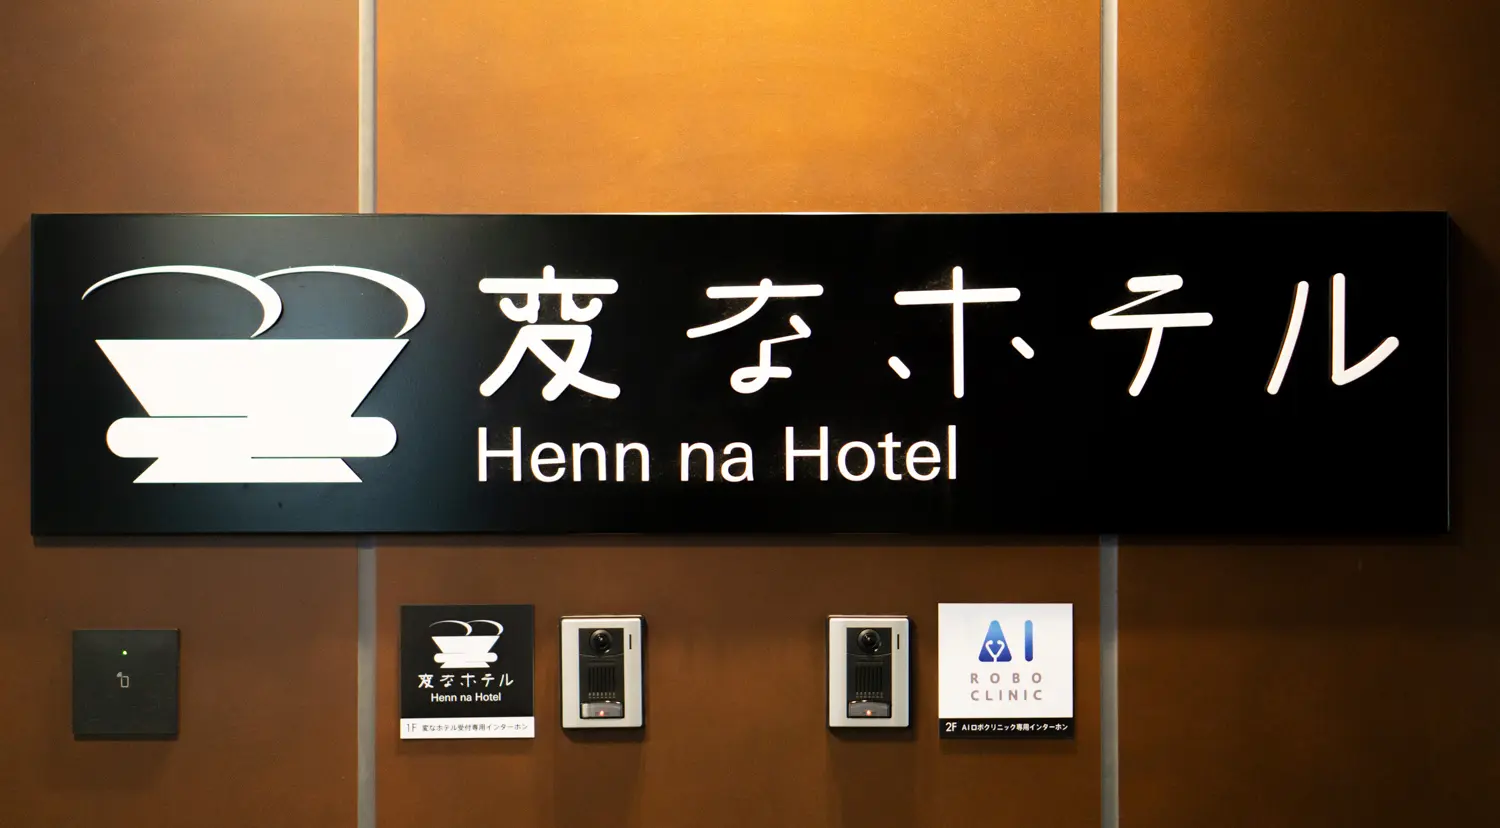 変なホテル
Henn na Hotel
変なホテル
Henn na Hotel
1F 変なホテル受付専用インターホン
AI
ROBO
CLINIC
2F AIロボクリニック専用インターホン